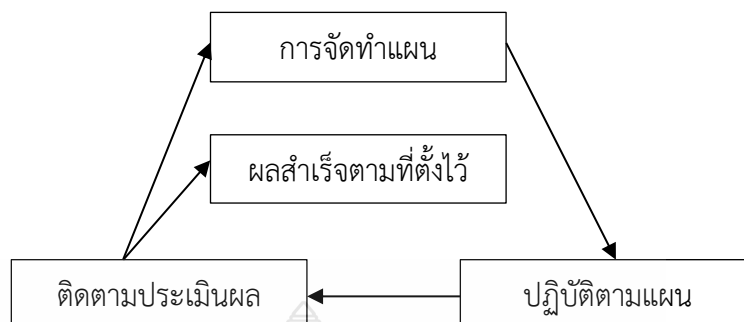 การจัดทำแผน
ผลสำเร็จตามที่ตั้งไว้
ติดตามประเมินผล
ปฏิบัติตามแผน